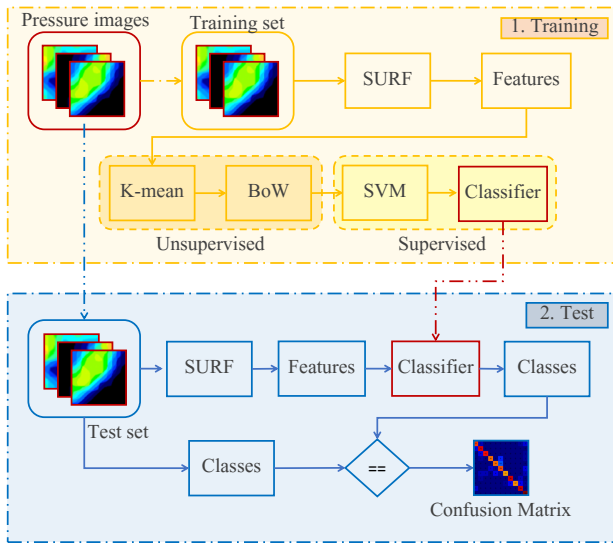 Pressure images
Training set
1. Training
SURF
Features
K-mean
BoW
SVM
Classifier
Unsupervised
Supervised
2. Test
SURF
Features
Classifier
Classes
Test set
Classes
==
Confusion Matrix